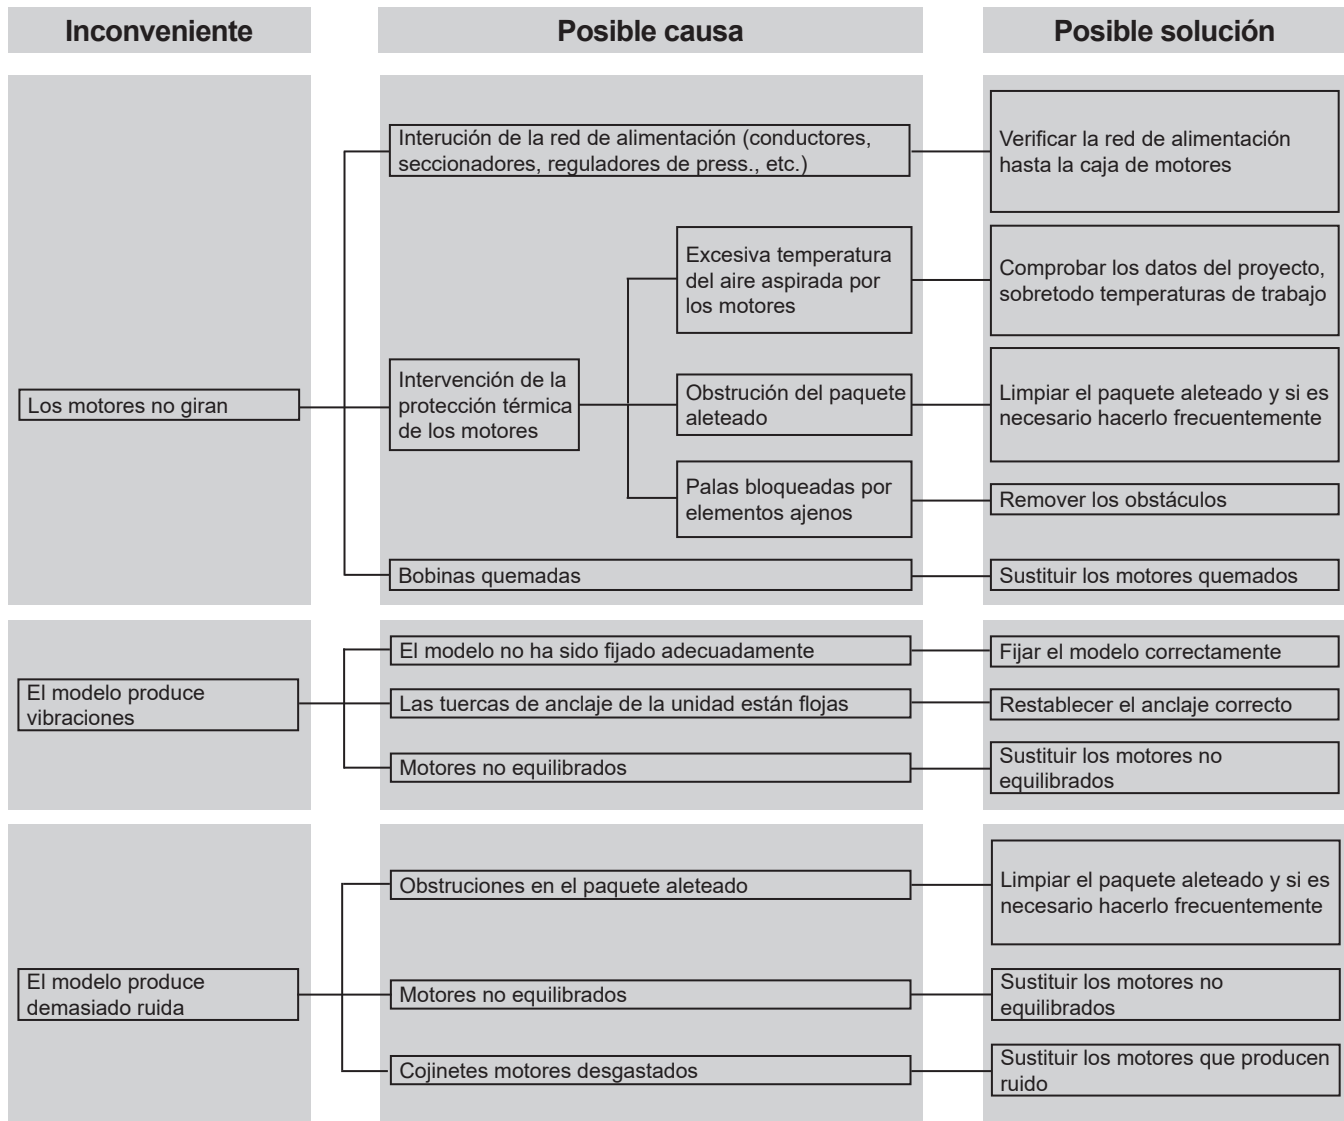 Inconveniente
Posible causa
Posible solución
Los motores no giran
Interución de la red de alimentación (conductores,
seccionadores, reguladores de press., etc.)
Verificar la red de alimentación
hasta la caja de motores
Intervención de la
protección térmica
de los motores
Excesiva temperatura
del aire aspirada por
los motores
Comprobar los datos del proyecto,
sobretodo temperaturas de trabajo
Obstrución del paquete
aleteado
Limpiar el paquete aleteado y si es
necesario hacerlo frecuentemente
Palas bloqueadas por
elementos ajenos
Remover los obstáculos
Bobinas quemadas
Sustituir los motores quemados
El modelo produce
vibraciones
El modelo no ha sido fijado adecuadamente
Fijar el modelo correctamente
Las tuercas de anclaje de la unidad están flojas
Restablecer el anclaje correcto
Motores no equilibrados
Sustituir los motores no
equilibrados
El modelo produce
demasiado ruida
Obstruciones en el paquete aleteado
Limpiar el paquete aleteado y si es
necesario hacerlo frecuentemente
Motores no equilibrados
Sustituir los motores no
equilibrados
Cojinetes motores desgastados
Sustituir los motores que producen
ruido